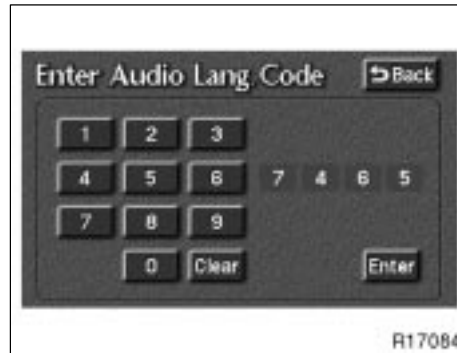 Enter Audio Lang. Code Back
1 2 3
4 5 6 7 4 6 5
7 8 9
0 Clear Enter
R17084